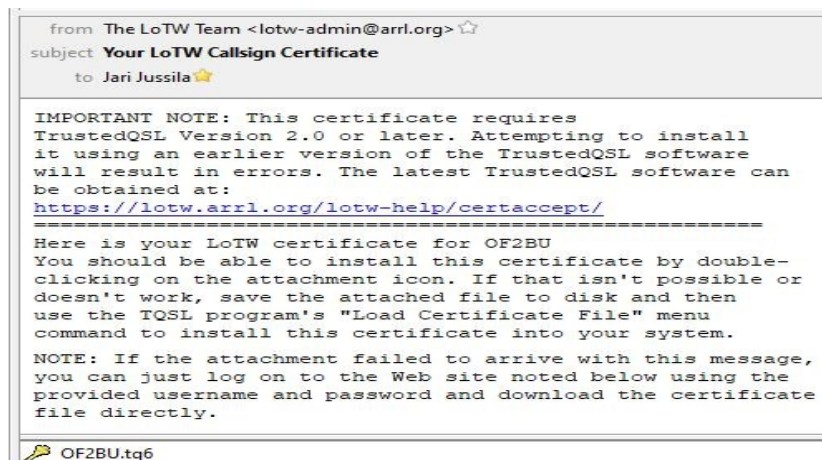 from The LoTW Team <lotw-admin@arrl.org>
subject Your LoTW Callsign Certificate
to Jari Jussila
IMPORTANT NOTE: This certificate requires
TrustedQSL Version 2.0 or later. Attempting to install
it using an earlier version of the TrustedQSL software
will result in errors. The latest TrustedQSL software can
be obtained at:
https://lotw.arrl.org/lotw-help/certaccept/
============================================================
Here is your LoTW certificate for OF2BU
You should be able to install this certificate by double-
clicking on the attachment icon. If that isn't possible or
doesn't work, save the attached file to disk and then
use the TQSL program's "Load Certificate File" menu
command to install this certificate into your system.
NOTE: If the attachment failed to arrive with this message,
you can just log on to the Web site noted below using the
provided username and password and download the certificate
file directly.
OF2BU.tq6